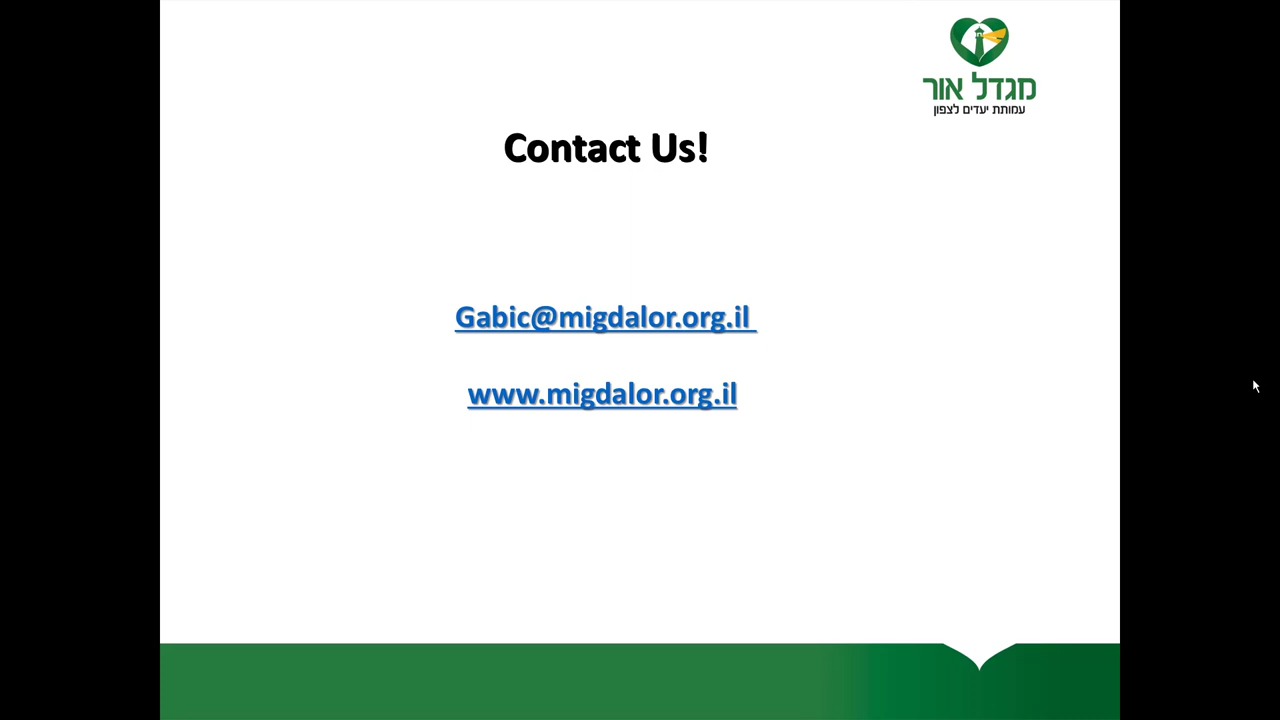 מגדל אור
עמותת יעדים לצפון
Contact Us!
Gabic@migdalor.org.il
www.migdalor.org.il